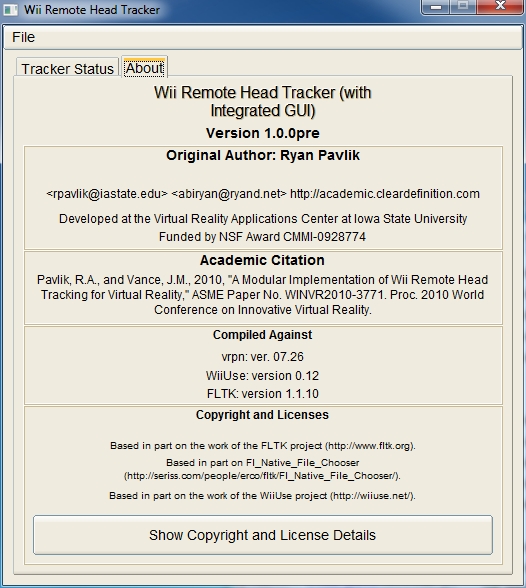 Wii Remote Head Tracker
File
Tracker Status About
Wii Remote Head Tracker (with
Integrated GUI)
Version 1.0.0pre
Original Author: Ryan Pavlik
<rpavlik@iastate.edu> <abiryan@ryand.net> http://academic.cleardefinition.com
Developed at the Virtual Reality Applications Center at Iowa State University
Funded by NSF Award CMMI-0928774
Academic Citation
Pavlik, R.A., and Vance, J.M., 2010, "A Modular Implementation of Wii Remote Head
Tracking for Virtual Reality," ASME Paper No. WINVR2010-3771. Proc. 2010 World
Conference on Innovative Virtual Reality.
Compiled Against
vrpn: ver. 07.26
WiiUse: version 0.12
FLTK: version 1.1.10
Copyright and Licenses
Based in part on the work of the FLTK project (http://www.fltk.org).
Based in part on Fl_Native_File_Chooser
(http://seriss.com/people/erco/fltk/Fl_Native_File_Chooser/).
Based in part on the work of the WiiUse project (http://wiiuse.net/).
Show Copyright and License Details